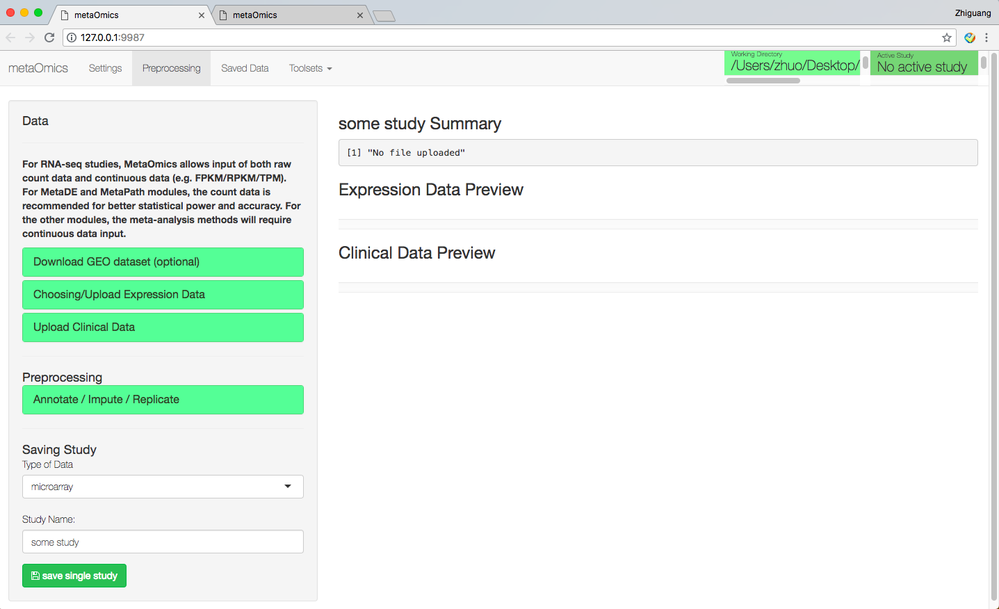 metaOmics
metaOmics
Zhiguang
127.0.0.1:9987
metaOmics
Settings
Preprocessing
Saved Data
Toolsets
Working Directory
/Users/zhuo/Desktop/
Active Study
No active study
Data
For RNA-seq studies, MetaOmics allows input of both raw
count data and continuous data (e.g. FPKM/RPKM/TPM).
For MetaDE and MetaPath modules, the count data is
recommended for better statistical power and accuracy. For
the other modules, the meta-analysis methods will require
continuous data input.
Download GEO dataset (optional)
Choosing/Upload Expression Data
Upload Clinical Data
Preprocessing
Annotate / Impute / Replicate
Saving Study
Type of Data
microarray
Study Name:
some study
save single study
some study Summary
[1] "No file uploaded"
Expression Data Preview
Clinical Data Preview